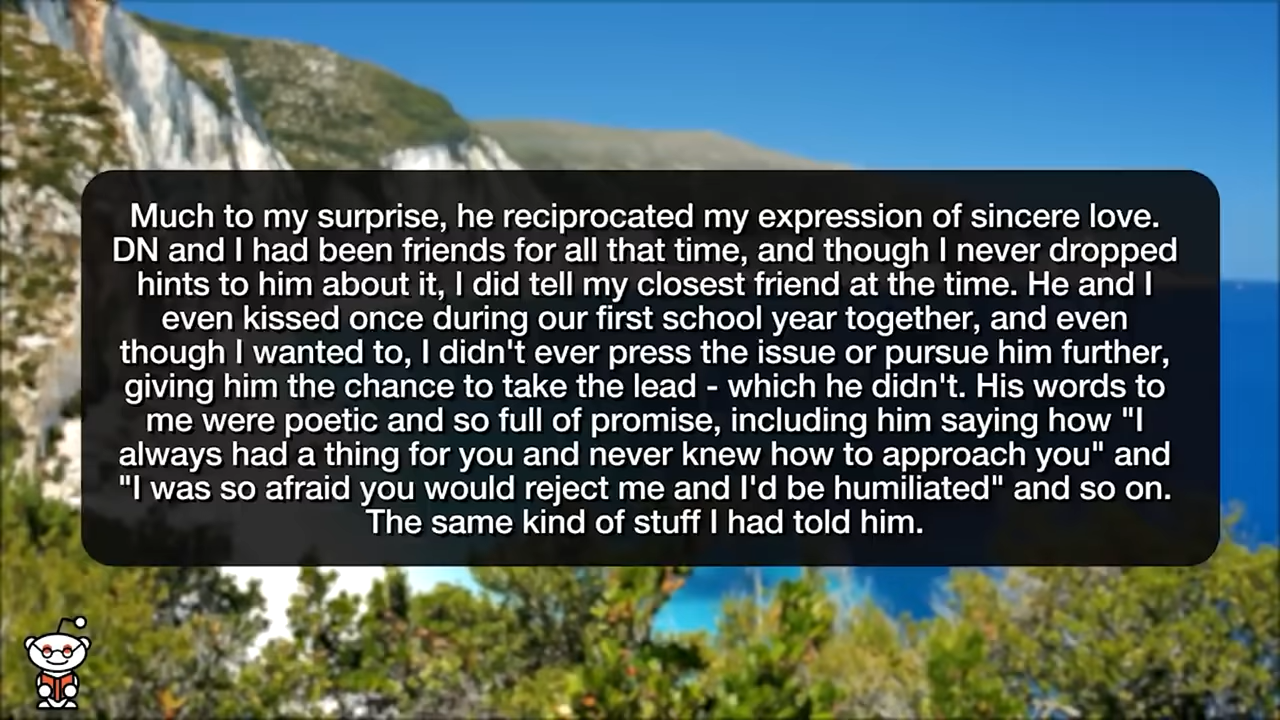 Much to my surprise, he reciprocated my expression of sincere love.
DN and I had been friends for all that time, and though I never dropped
hints to him about it, I did tell my closest friend at the time. He and I
even kissed once during our first school year together, and even
though I wanted to, I didn't ever press the issue or pursue him further,
giving him the chance to take the lead - which he didn't. His words to
me were poetic and so full of promise, including him saying how "I
always had a thing for you and never knew how to approach you" and
"I was so afraid you would reject me and I'd be humiliated" and so on.
The same kind of stuff I had told him.